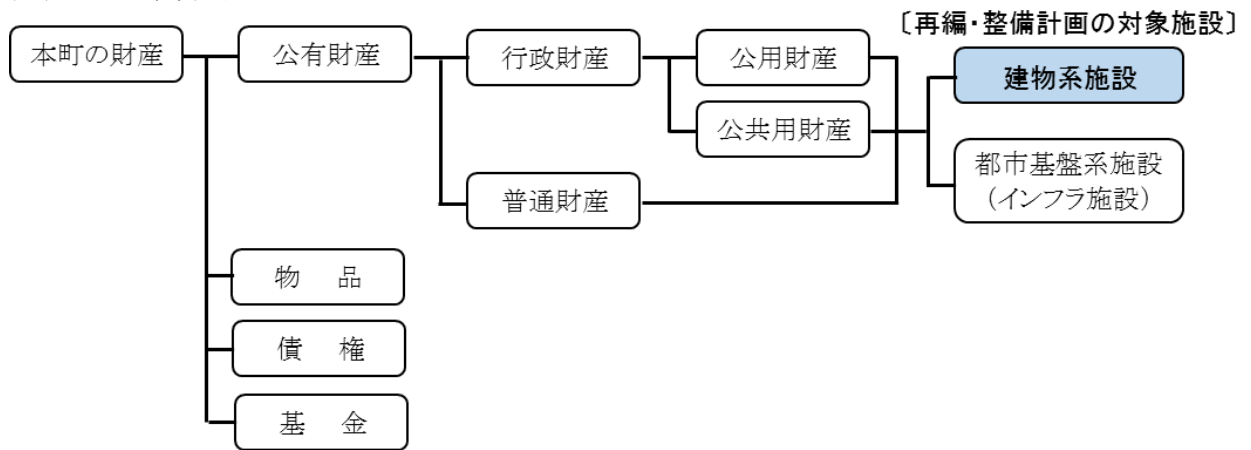 〔再編・整備計画の対象施設〕
本町の財産
公有財産
行政財産
公用財産
建物系施設
公共用財産
都市基盤系施設
(インフラ施設)
普通財産
物　品
債　権
基　金